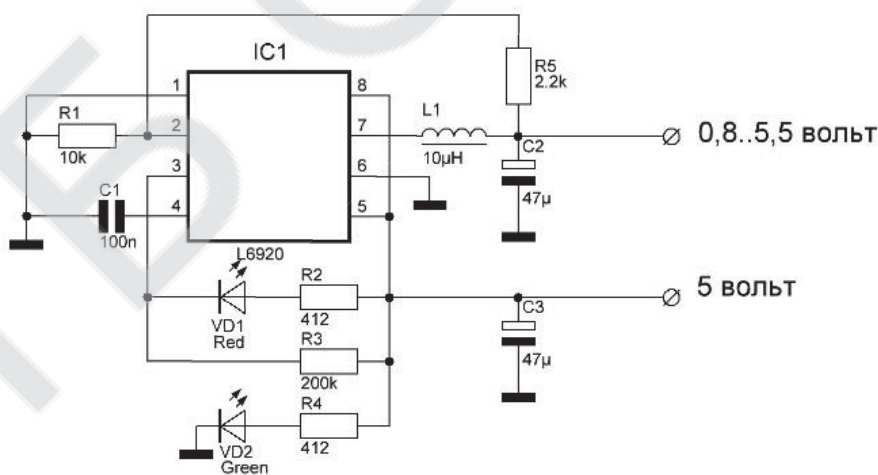 IC1
1
8
R5
2.2k
L1
R1
2
7
0,8..5,5 вольт
10k
10µH
C2
3
6
C1
47µ
4
5
100n
L6920
R2
5 вольт
VD1
412
C3
Red
R3
47µ
200k
R4
VD2
412
Green